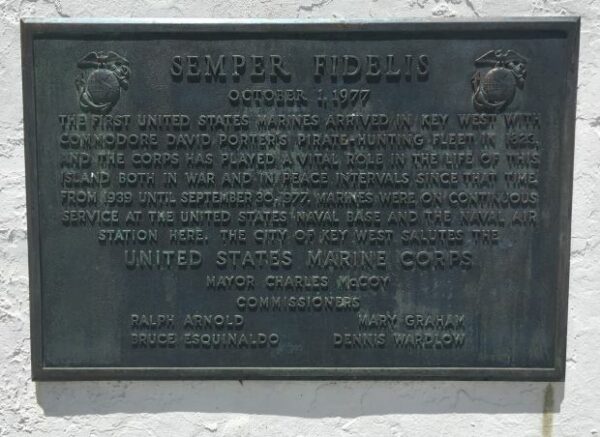 SEMPER FIDELIS
OCTOBER 1, 1977
THE FIRST UNITED STATES MARINES ARRIVED IN KEY WEST WITH
COMMODORE DAVID PORTER'S PIRATE-HUNTING FLEET IN 1823,
AND THE CORPS HAS PLAYED A VITAL ROLE IN THE LIFE OF THIS
ISLAND BOTH IN WAR AND IN PEACE INTERVALS SINCE THAT TIME.
FROM 1939 UNTIL SEPTEMBER 30, 1977, MARINES WERE ON CONTINUOUS
SERVICE AT THE UNITED STATES NAVAL BASE AND THE NAVAL AIR
STATION HERE. THE CITY OF KEY WEST SALUTES THE
UNITED STATES MARINE CORPS
MAYOR CHARLES McCOY
COMMISSIONERS
RALPH ARNOLD MARY GRAHAM
BRUCE ESQUINALDO DENNIS WARDLOW